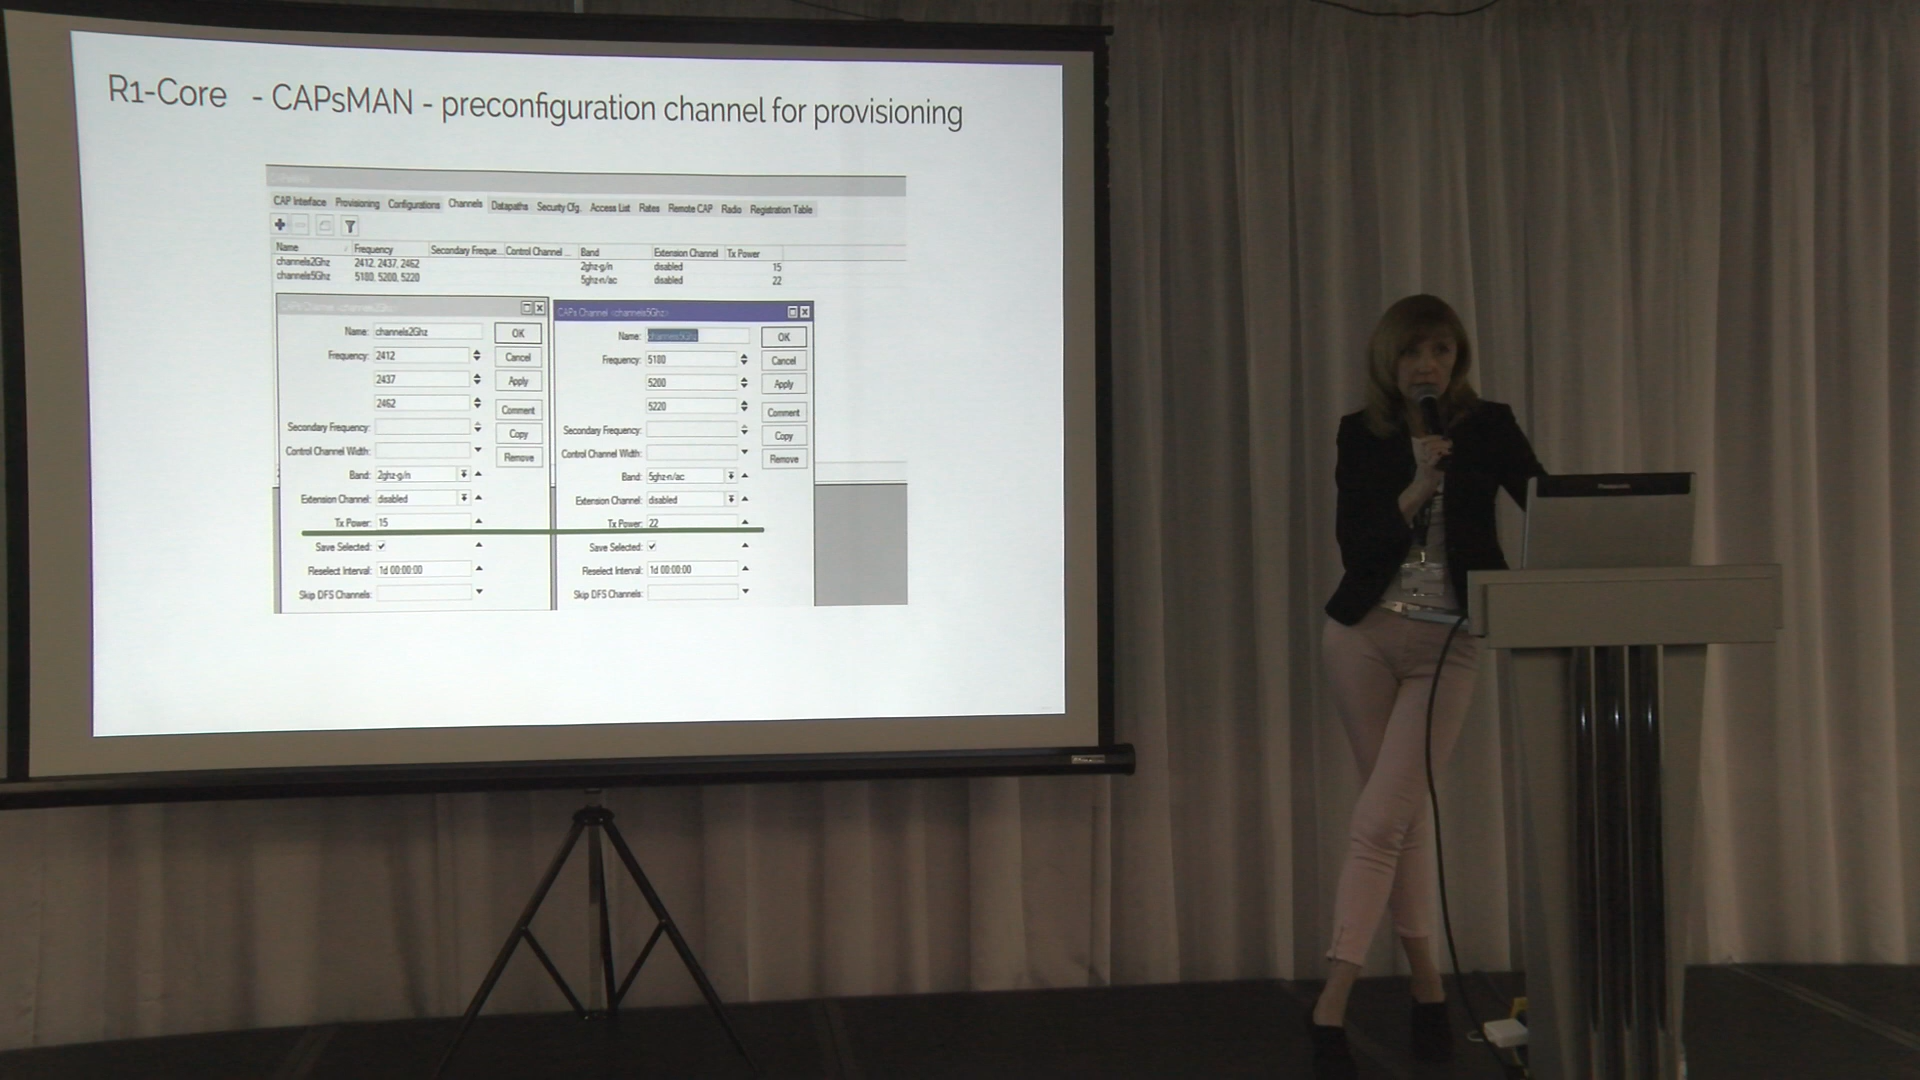 R1-Core - CAPsMAN - preconfiguration channel for provisioning
CAP Interface Provisioning Configurations Channels Datapaths Security Cfg. Access List Rates Remote CAP Radio Registration Table
Name Frequency Secondary Freque... Control Channel ... Band Extension Channel Tx Power
channels2Ghz 2412, 2437, 2462 2ghz-g/n disabled 15
channels5Ghz 5180, 5200, 5220 5ghz-n/ac disabled 22
CAPs Channel <channels2Ghz>
Name: channels2Ghz OK
Frequency: 2412 Cancel
2437 Apply
2462 Comment
Secondary Frequency: Copy
Control Channel Width: Remove
Band: 2ghz-g/n
Extension Channel: disabled
Tx Power: 15
Save Selected:
Reselect Interval: 1d 00:00:00
Skip DFS Channels:
CAPs Channel <channels5Ghz>
Name: channels5Ghz OK
Frequency: 5180 Cancel
5200 Apply
5220 Comment
Secondary Frequency: Copy
Control Channel Width: Remove
Band: 5ghz-n/ac
Extension Channel: disabled
Tx Power: 22
Save Selected:
Reselect Interval: 1d 00:00:00
Skip DFS Channels:
Panasonic